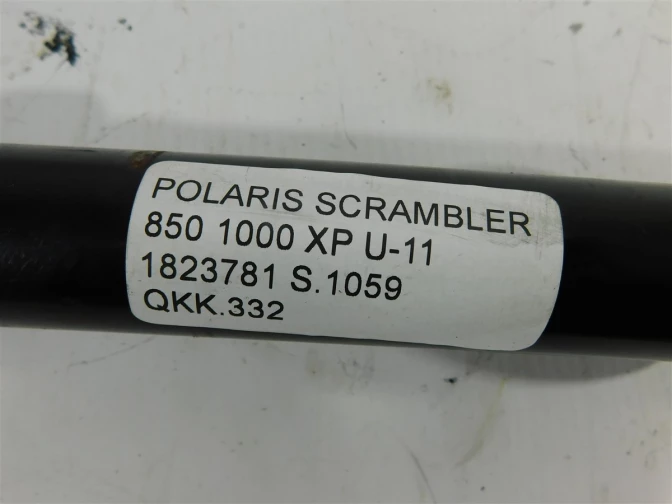 POLARIS SCRAMBLER
850 1000 XP U-11
1823781 S.1059
QKK.332